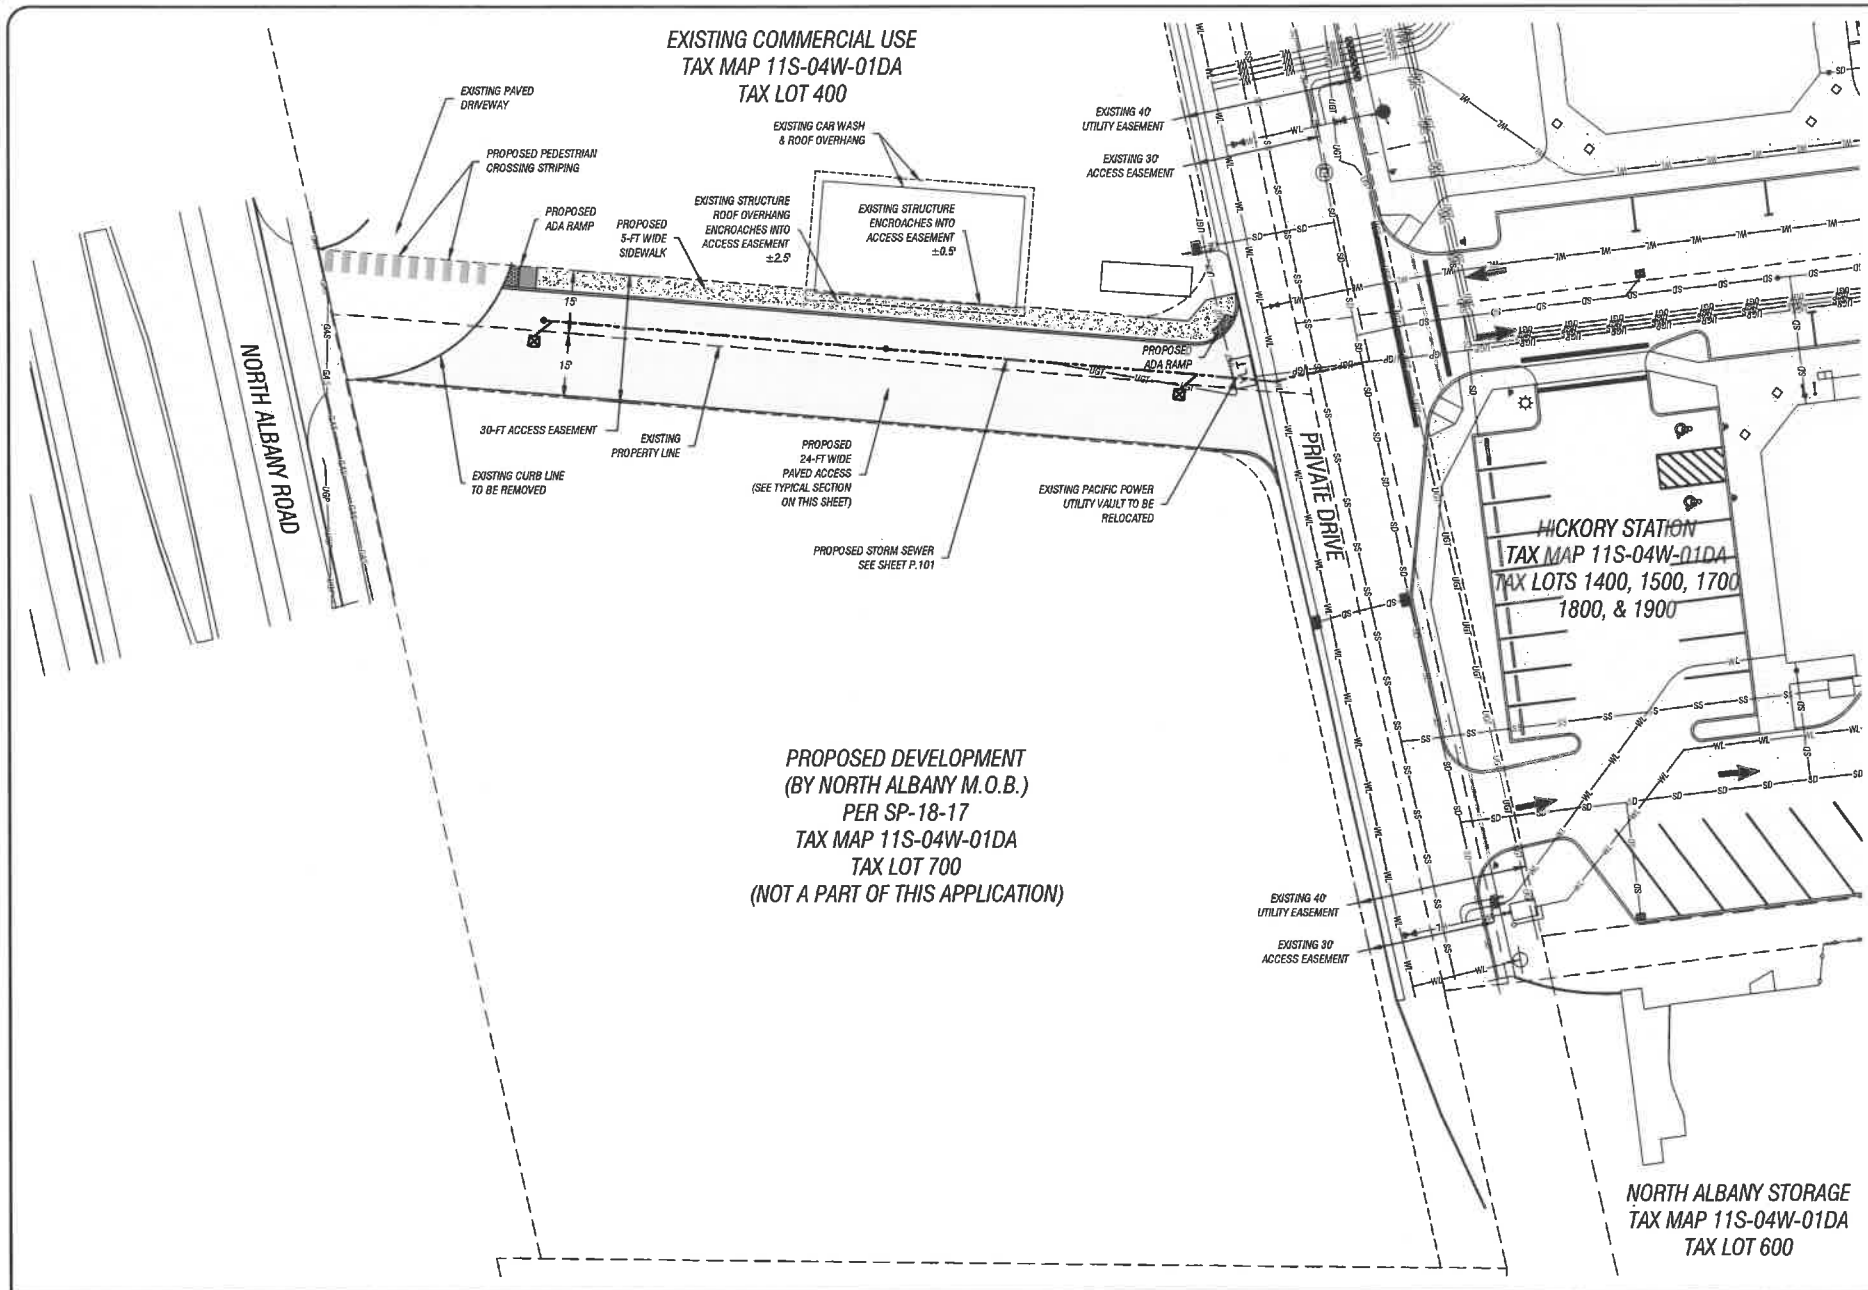 EXISTING COMMERCIAL USE
TAX MAP 11S-04W-01DA
TAX LOT 400
EXISTING PAVED
DRIVEWAY
PROPOSED PEDESTRIAN
CROSSING STRIPING
EXISTING CAR WASH
& ROOF OVERHANG
EXISTING 40'
UTILITY EASEMENT
EXISTING 30'
ACCESS EASEMENT
PROPOSED
ADA RAMP
PROPOSED
5-FT WIDE
SIDEWALK
EXISTING STRUCTURE
ROOF OVERHANG
ENCROACHES INTO
ACCESS EASEMENT
±2.5'
EXISTING STRUCTURE
ENCROACHES INTO
ACCESS EASEMENT
±0.5'
15'
15'
NORTH ALBANY ROAD
30-FT ACCESS EASEMENT
EXISTING
PROPERTY LINE
EXISTING CURB LINE
TO BE REMOVED
PROPOSED
24-FT WIDE
PAVED ACCESS
(SEE TYPICAL SECTION
ON THIS SHEET)
PROPOSED STORM SEWER
SEE SHEET P.101
PROPOSED
ADA RAMP
EXISTING PACIFIC POWER
UTILITY VAULT TO BE
RELOCATED
PRIVATE DRIVE
HICKORY STATION
TAX MAP 11S-04W-01DA
TAX LOTS 1400, 1500, 1700
1800, & 1900
PROPOSED DEVELOPMENT
(BY NORTH ALBANY M.O.B.)
PER SP-18-17
TAX MAP 11S-04W-01DA
TAX LOT 700
(NOT A PART OF THIS APPLICATION)
EXISTING 40'
UTILITY EASEMENT
EXISTING 30'
ACCESS EASEMENT
NORTH ALBANY STORAGE
TAX MAP 11S-04W-01DA
TAX LOT 600